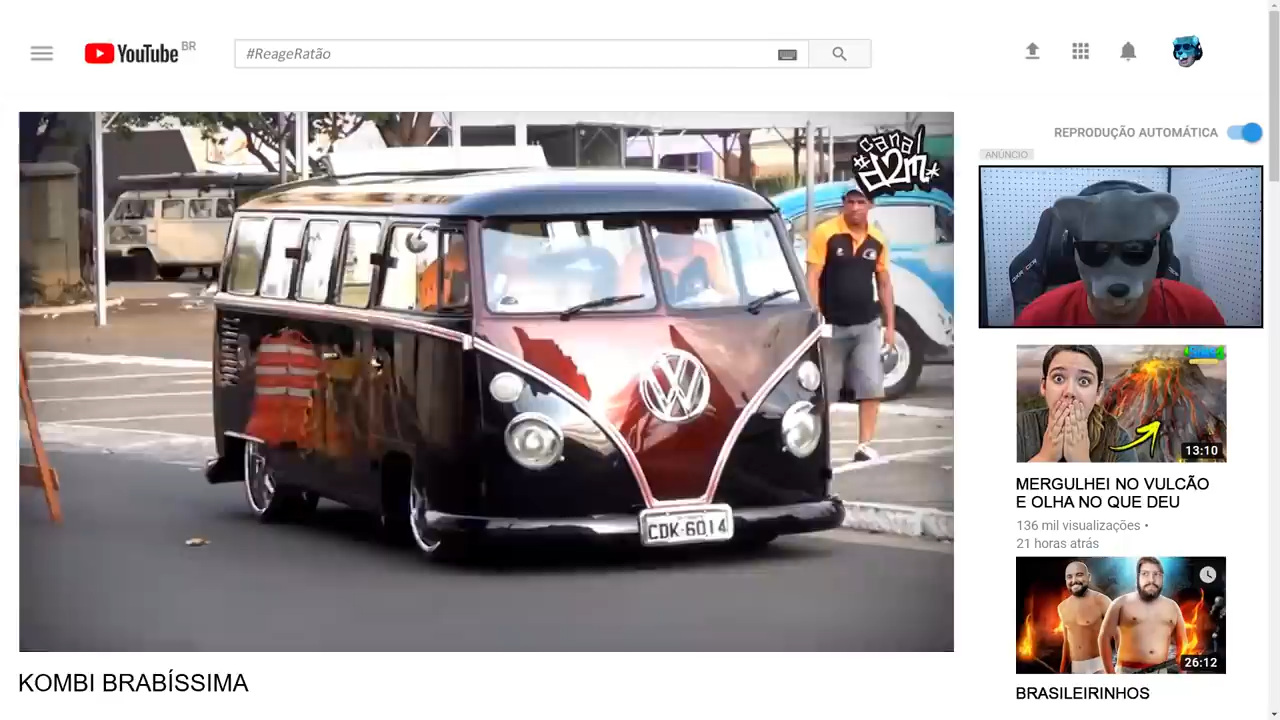 YouTube BR
#ReageRatão
REPRODUÇÃO AUTOMÁTICA
ANÚNCIO
canal
#d2m*
CDK-6014
13:10
MERGULHEI NO VULCÃO
E OLHA NO QUE DEU
136 mil visualizações •
21 horas atrás
26:12
BRASILEIRINHOS
KOMBI BRABÍSSIMA